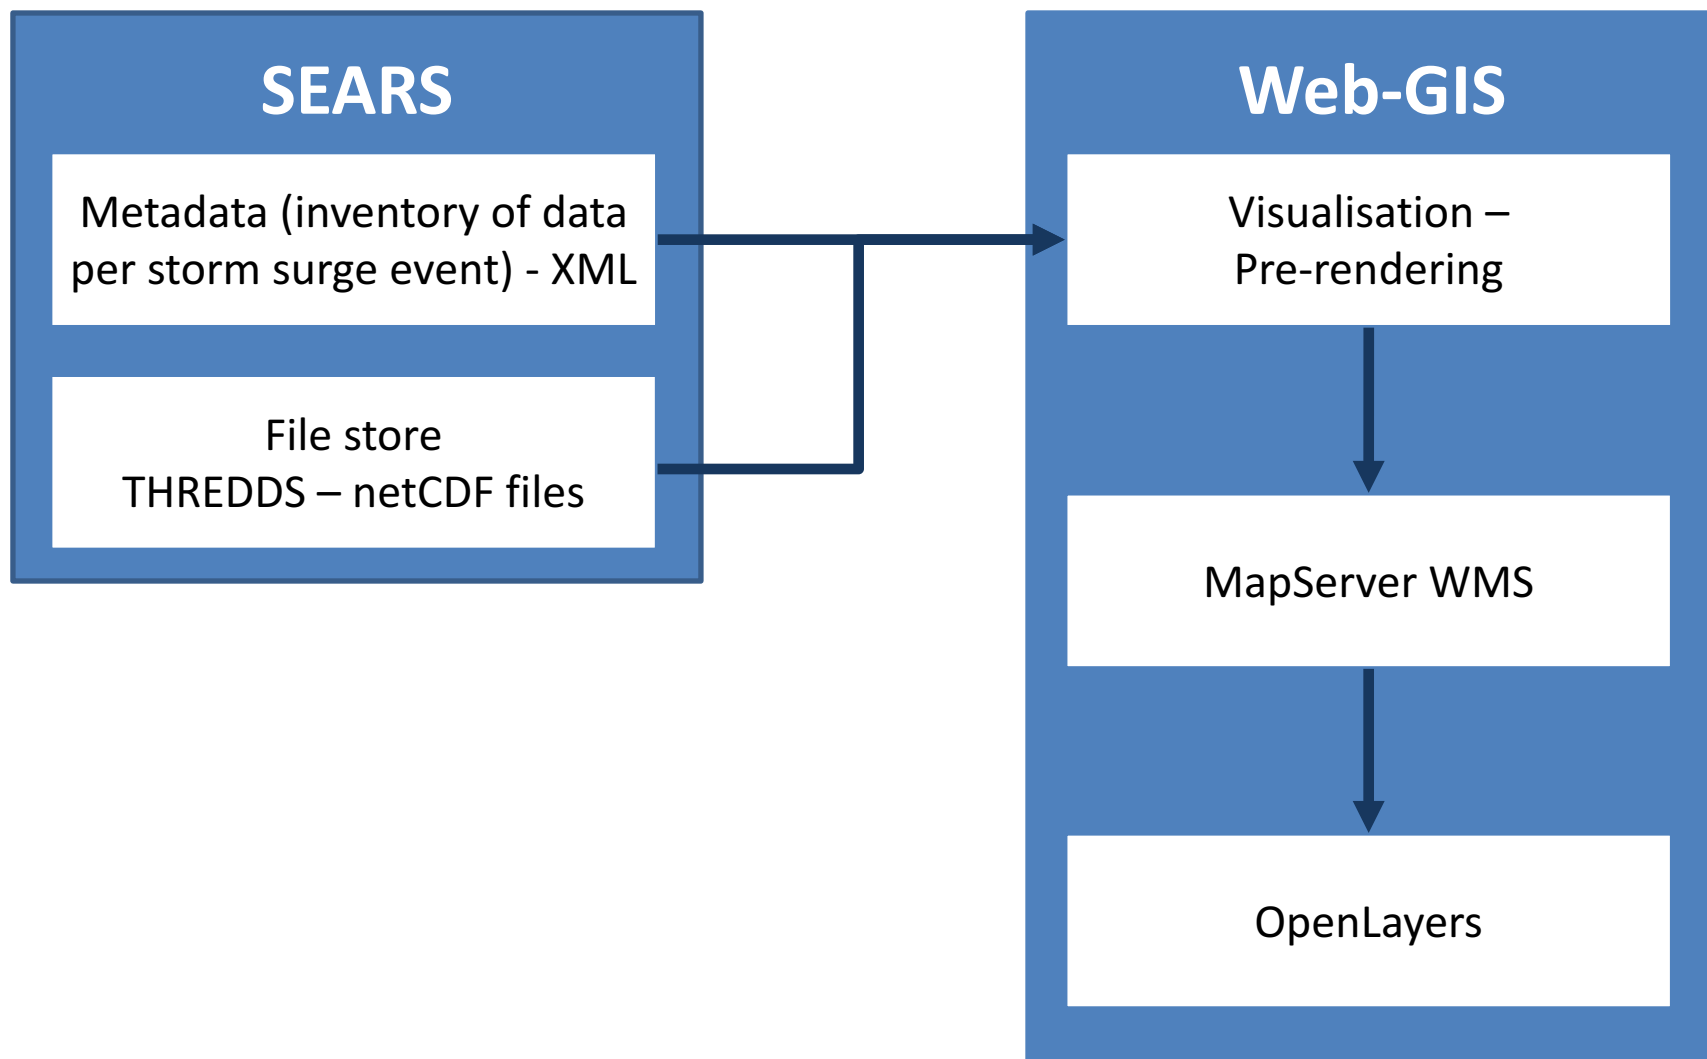 SEARS
Metadata (inventory of data
per storm surge event) - XML
File store
THREDDS – netCDF files
Web-GIS
Visualisation –
Pre-rendering
MapServer WMS
OpenLayers